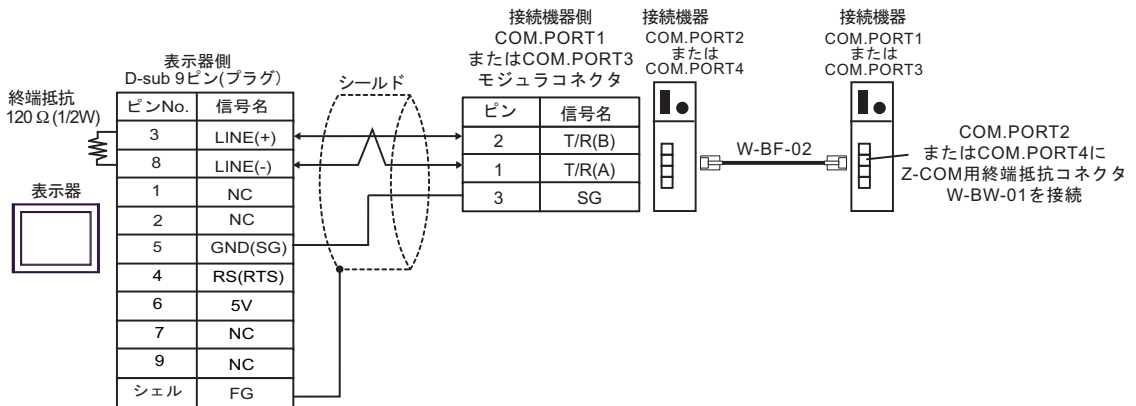 表示器側
D-sub 9ピン(プラグ)
終端抵抗
120 Ω (1/2W)
表示器
ピンNo. 信号名
3 LINE(+)
8 LINE(-)
1 NC
2 NC
5 GND(SG)
4 RS(RTS)
6 5V
7 NC
9 NC
シェル FG
シールド
接続機器側
COM.PORT1
またはCOM.PORT3
モジュラコネクタ
ピン 信号名
2 T/R(B)
1 T/R(A)
3 SG
接続機器
COM.PORT2
または
COM.PORT4
W-BF-02
接続機器
COM.PORT1
または
COM.PORT3
COM.PORT2
またはCOM.PORT4に
Z-COM用終端抵抗コネクタ
W-BW-01を接続